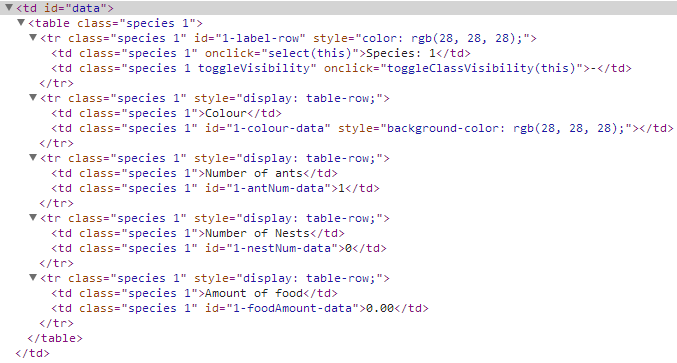 <td id="data">
<table class="species 1">
<tr class="species 1" id="1-label-row" style="color: rgb(28, 28, 28);">
<td class="species 1" onclick="select(this)">Species: 1</td>
<td class="species 1 toggleVisibility" onclick="toggleClassVisibility(this)">-</td>
</tr>
<tr class="species 1" style="display: table-row;">
<td class="species 1">Colour</td>
<td class="species 1" id="1-colour-data" style="background-color: rgb(28, 28, 28);"></td>
</tr>
<tr class="species 1" style="display: table-row;">
<td class="species 1">Number of ants</td>
<td class="species 1" id="1-antNum-data">1</td>
</tr>
<tr class="species 1" style="display: table-row;">
<td class="species 1">Number of Nests</td>
<td class="species 1" id="1-nestNum-data">0</td>
</tr>
<tr class="species 1" style="display: table-row;">
<td class="species 1">Amount of food</td>
<td class="species 1" id="1-foodAmount-data">0.00</td>
</tr>
</table>
</td>